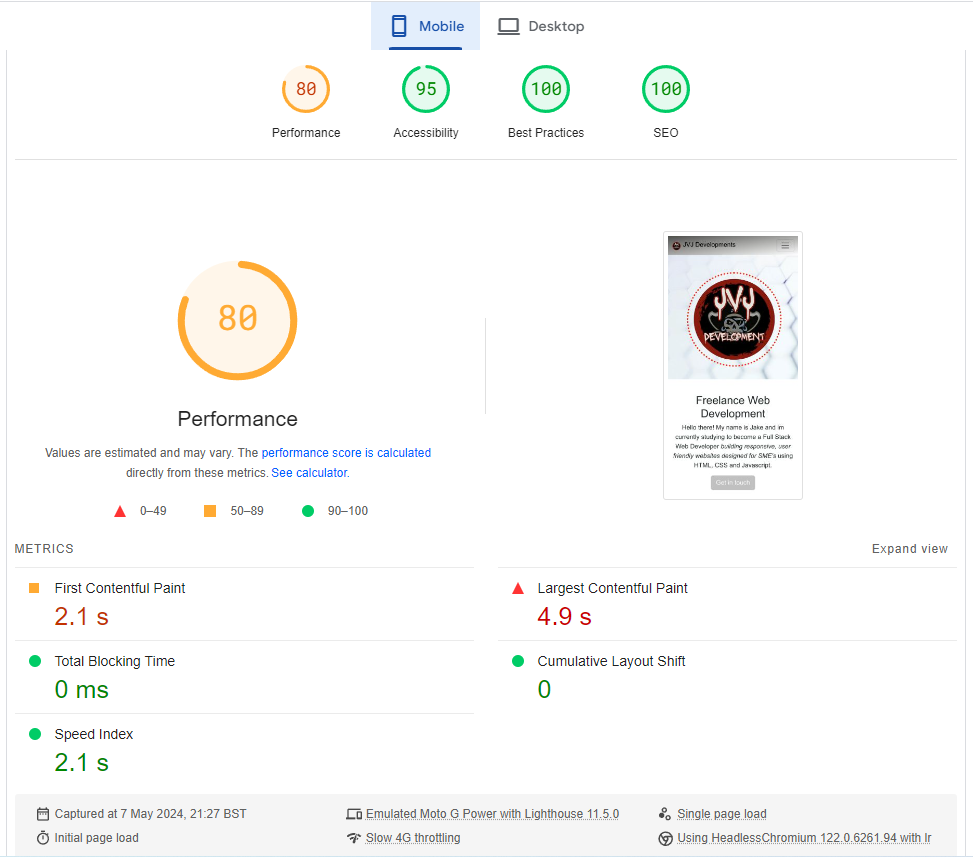 Mobile
Desktop
80
95
100
100
Performance
Accessibility
Best Practices
SEO
80
Performance
Values are estimated and may vary. The performance score is calculated
directly from these metrics. See calculator.
0–49
50–89
90–100
JVJ Developments
JVJ
DEVELOPMENT
Freelance Web
Development
Hello there! My name is Jake and im
currently studying to become a Full Stack
Web Developer building responsive, user
friendly websites designed for SME's using
HTML, CSS and Javascript.
Get in touch
METRICS
Expand view
First Contentful Paint
2.1 s
Largest Contentful Paint
4.9 s
Total Blocking Time
0 ms
Cumulative Layout Shift
0
Speed Index
2.1 s
Captured at 7 May 2024, 21:27 BST
Emulated Moto G Power with Lighthouse 11.5.0
Single page load
Initial page load
Slow 4G throttling
Using HeadlessChromium 122.0.6261.94 with lr